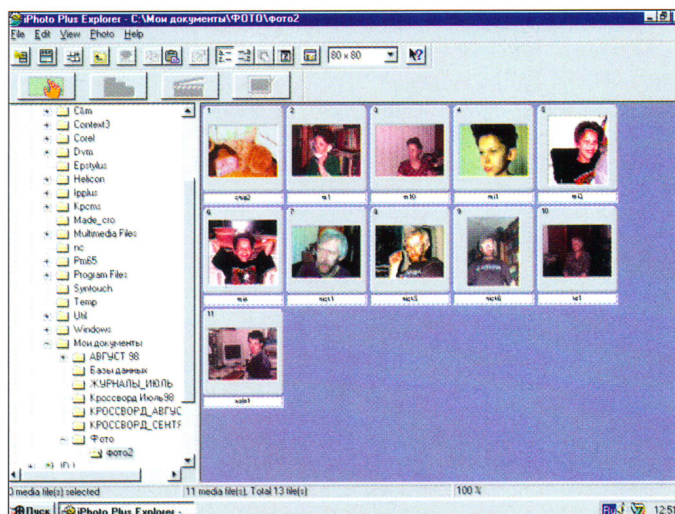 iPhoto Plus Explorer - C:\Мои документы\ФОТО\фото2
File Edit View Photo Help
80 x 80
Context3
Corel
Dvm
Epstylus
Helicon
Ipplus
Kpcms
Made_cro
Multimedia Files
nc
Pm65
Program Files
Syntouch
Temp
Util
Windows
Мои документы
АВГУСТ 98
Базы данных
ЖУРНАЛЫ_ИЮЛЬ
Кроссворд Июль98
КРОССВОРД_АВГУС
КРОССВОРД_СЕНТЯ
Фото
фото2
1 2 3 4 5
6 7 8 9 10
11
media file(s) selected
11 media file(s), Total 13 file(s)
100 %
Пуск
iPhoto Plus Explorer -
Ru
12:51